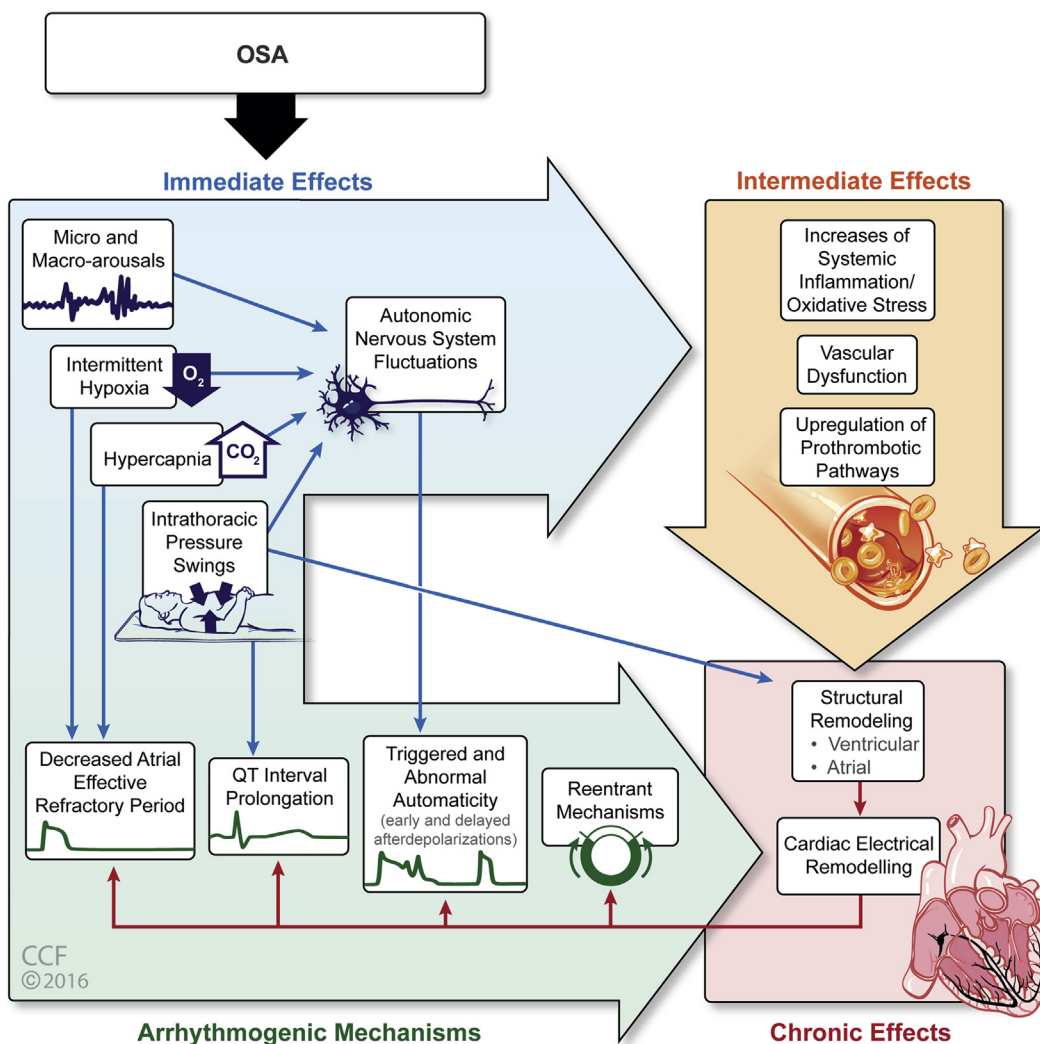 OSA
Immediate Effects
Micro and
Macro-arousals
Intermittent
Hypoxia
O2
Hypercapnia
CO2
Intrathoracic
Pressure
Swings
Autonomic
Nervous System
Fluctuations
Intermediate Effects
Increases of
Systemic
Inflammation/
Oxidative Stress
Vascular
Dysfunction
Upregulation of
Prothrombotic
Pathways
Decreased Atrial
Effective
Refractory Period
QT Interval
Prolongation
Triggered and
Abnormal
Automaticity
(early and delayed
afterdepolarizations)
Reentrant
Mechanisms
Structural
Remodeling
• Ventricular
• Atrial
Cardiac Electrical
Remodelling
CCF
©2016
Arrhythmogenic Mechanisms
Chronic Effects